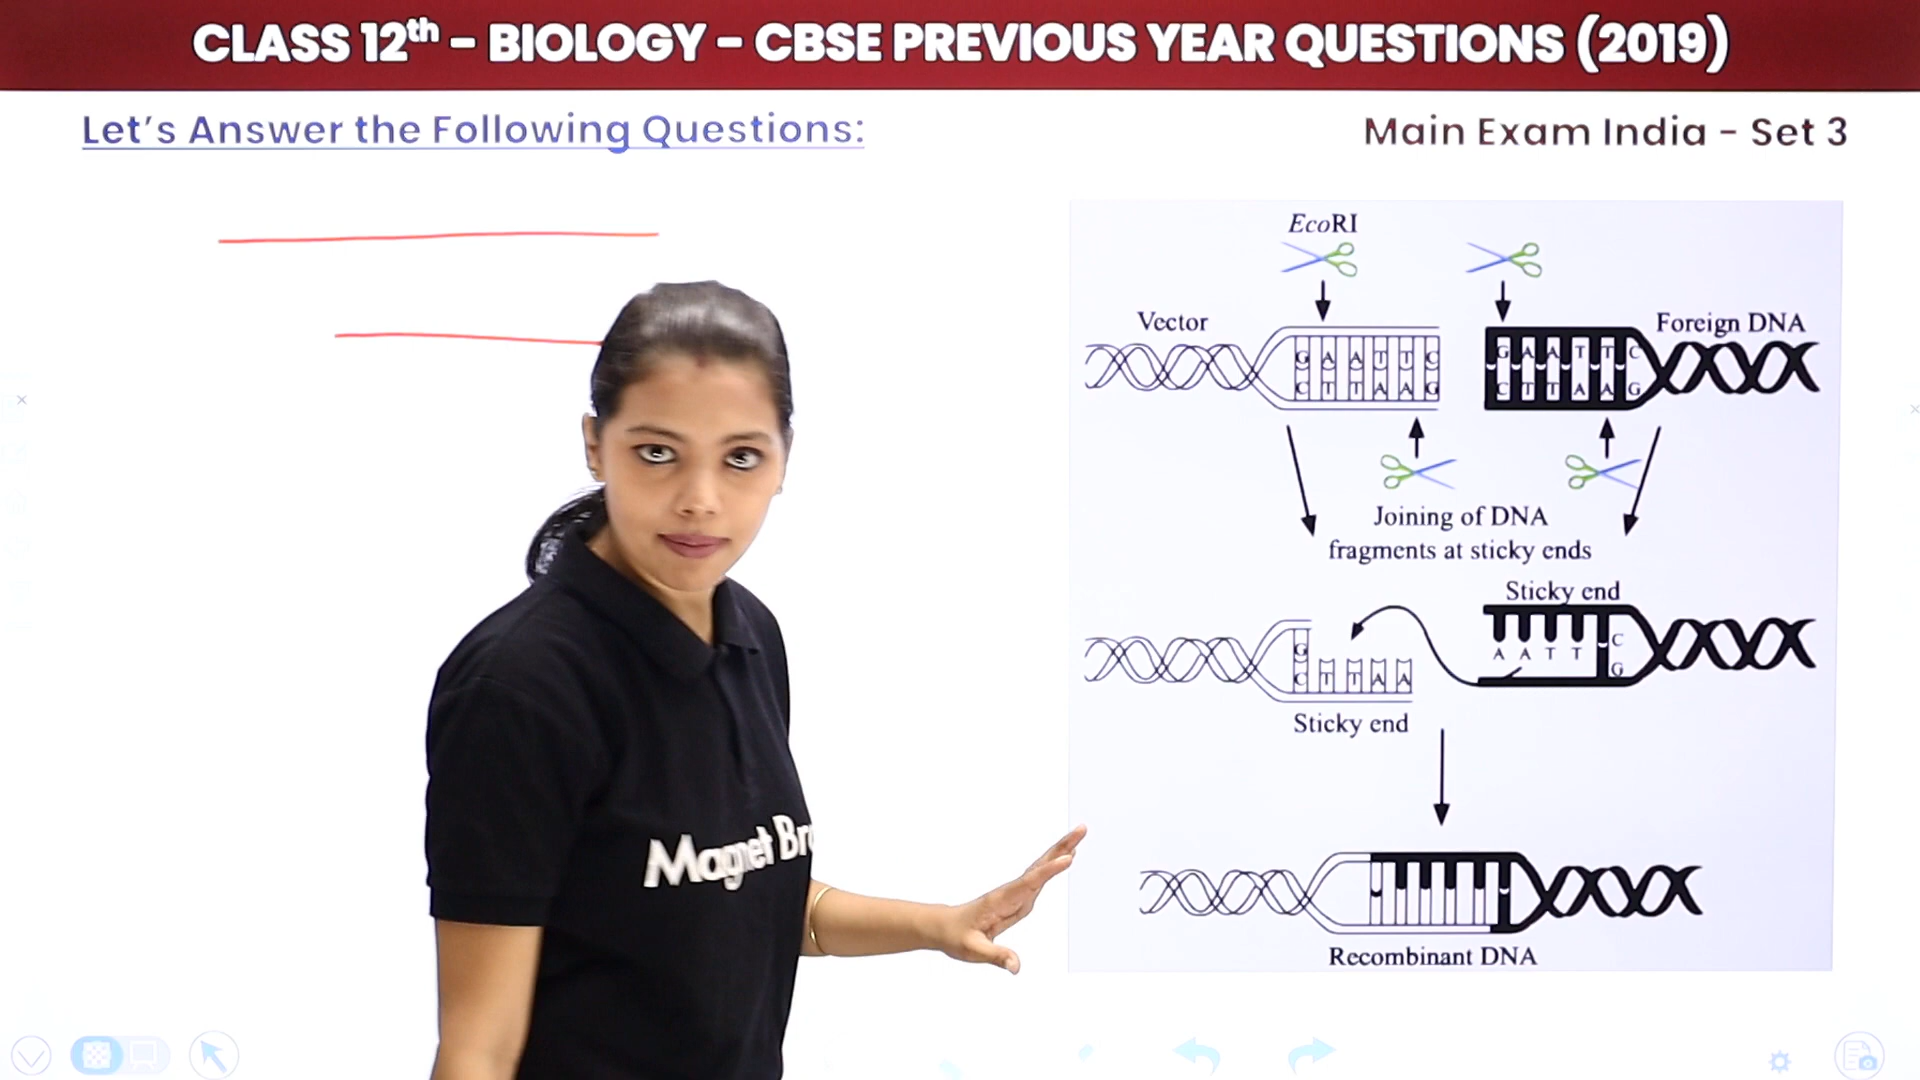 CLASS 12th - BIOLOGY - CBSE PREVIOUS YEAR QUESTIONS (2019)
Let's Answer the Following Questions:
Main Exam India - Set 3
EcoRI
Vector
Foreign DNA
G A A T T C
C T T A A G
G A A T T C
C T T A A G
Joining of DNA
fragments at sticky ends
Sticky end
G
C T T A A
A A T T C
G
Sticky end
Recombinant DNA
Magnet Br